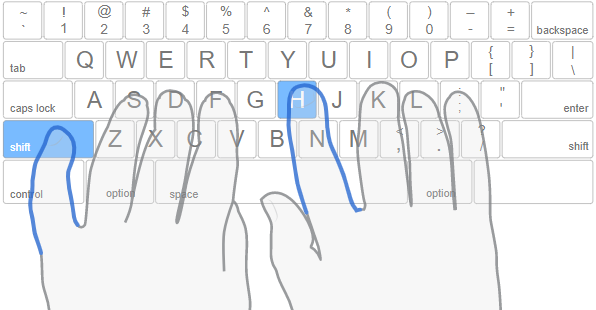 ~ ! @ # $ % ^ & * ( ) – +
` 1 2 3 4 5 6 7 8 9 0 - = backspace
tab Q W E R T Y U I O P { [ } ] | \
caps lock A S D F G H J K L : ; " ' enter
shift Z X C V B N M < , > . ? / shift
control option space option